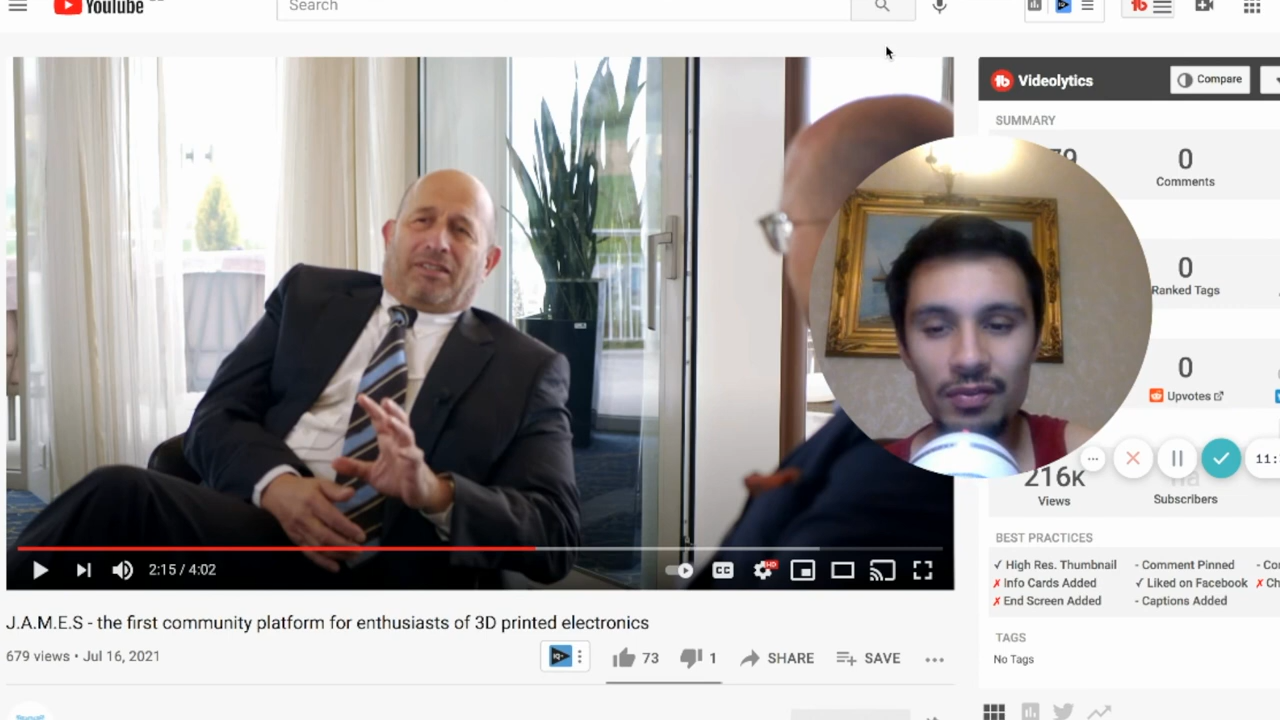 YouTube
Search
Videolytics
Compare
SUMMARY
0
Comments
0
Ranked Tags
0
Upvotes
11:
216K
Views
Subscribers
BEST PRACTICES
✓ High Res. Thumbnail - Comment Pinned
✗ Info Cards Added ✓ Liked on Facebook
✗ End Screen Added - Captions Added
TAGS
No Tags
2:15 / 4:02
CC
HD
J.A.M.E.S - the first community platform for enthusiasts of 3D printed electronics
679 views • Jul 16, 2021
73 1 SHARE SAVE